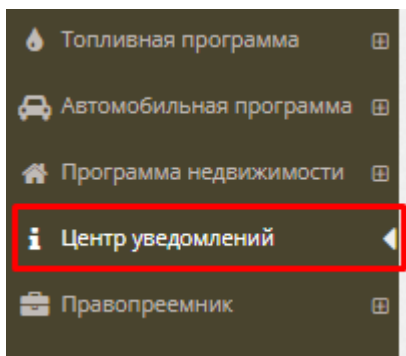 Топливная программа
Автомобильная программа
Программа недвижимости
Центр уведомлений
Правопреемник